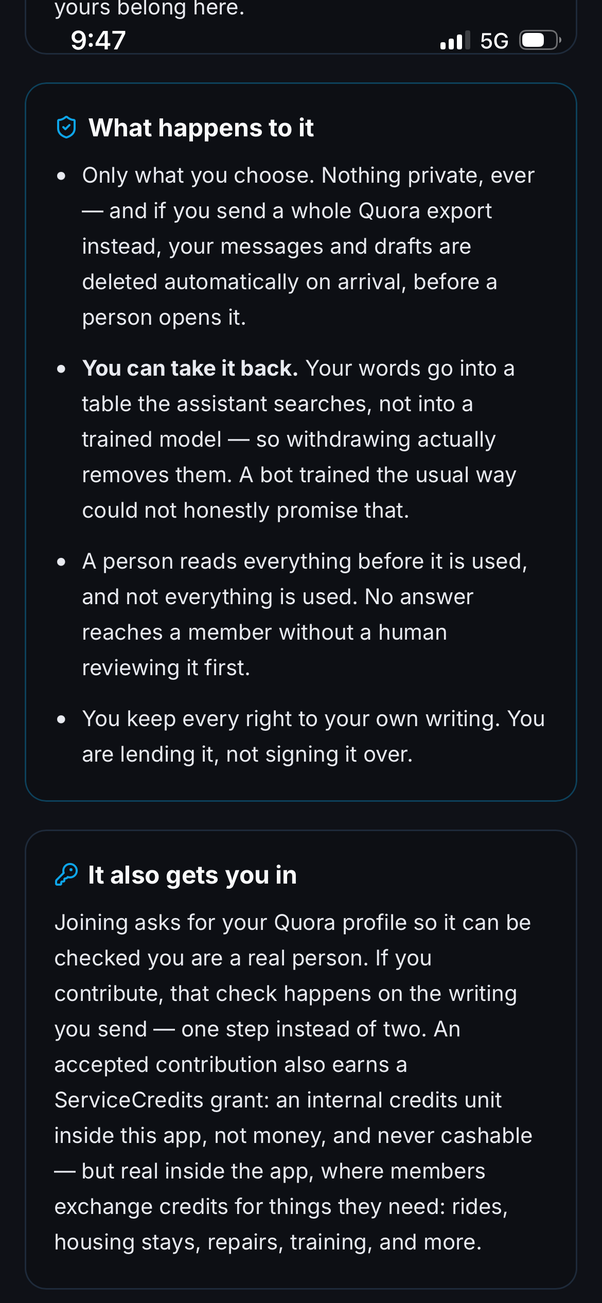 yours belong here.
9:47
5G
What happens to it
• Only what you choose. Nothing private, ever
— and if you send a whole Quora export
instead, your messages and drafts are
deleted automatically on arrival, before a
person opens it.
• You can take it back. Your words go into a
table the assistant searches, not into a
trained model — so withdrawing actually
removes them. A bot trained the usual way
could not honestly promise that.
• A person reads everything before it is used,
and not everything is used. No answer
reaches a member without a human
reviewing it first.
• You keep every right to your own writing. You
are lending it, not signing it over.
It also gets you in
Joining asks for your Quora profile so it can be
checked you are a real person. If you
contribute, that check happens on the writing
you send — one step instead of two. An
accepted contribution also earns a
ServiceCredits grant: an internal credits unit
inside this app, not money, and never cashable
— but real inside the app, where members
exchange credits for things they need: rides,
housing stays, repairs, training, and more.